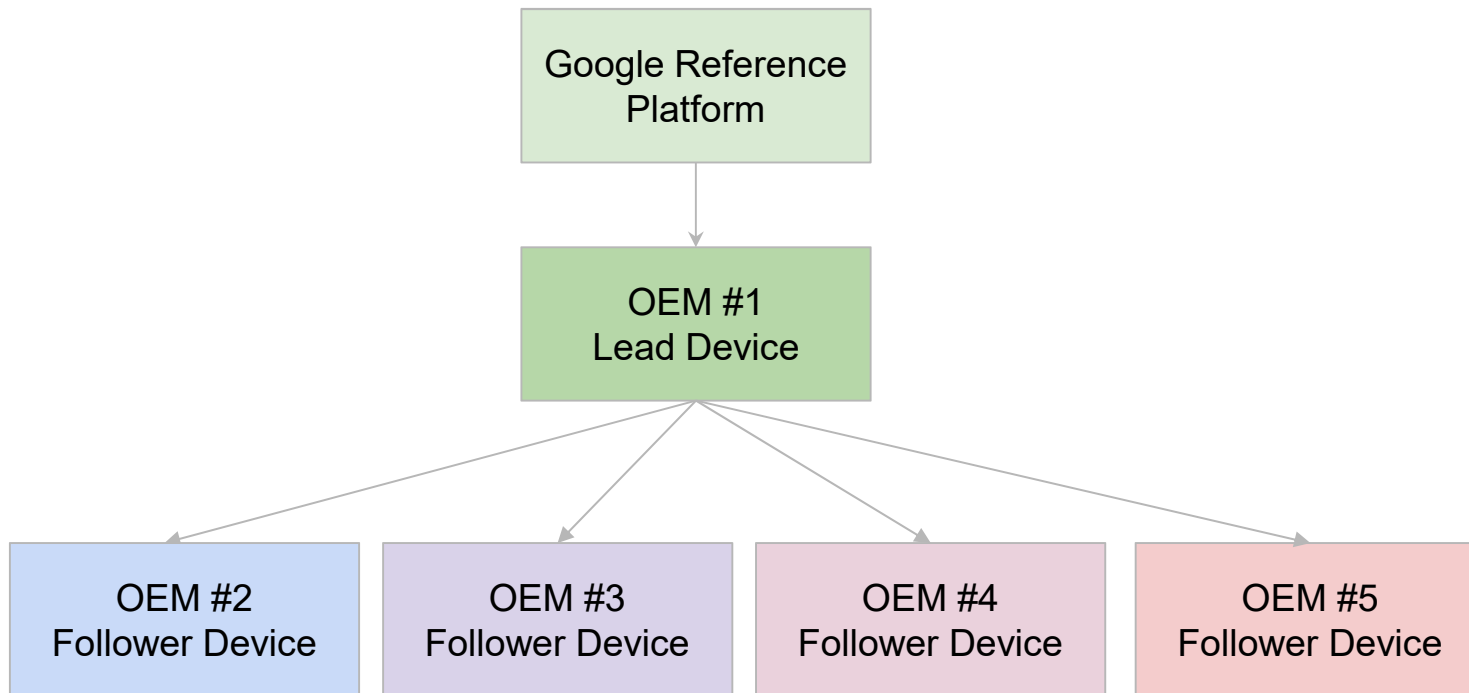 Google Reference
Platform
OEM #1
Lead Device
OEM #2
Follower Device
OEM #3
Follower Device
OEM #4
Follower Device
OEM #5
Follower Device